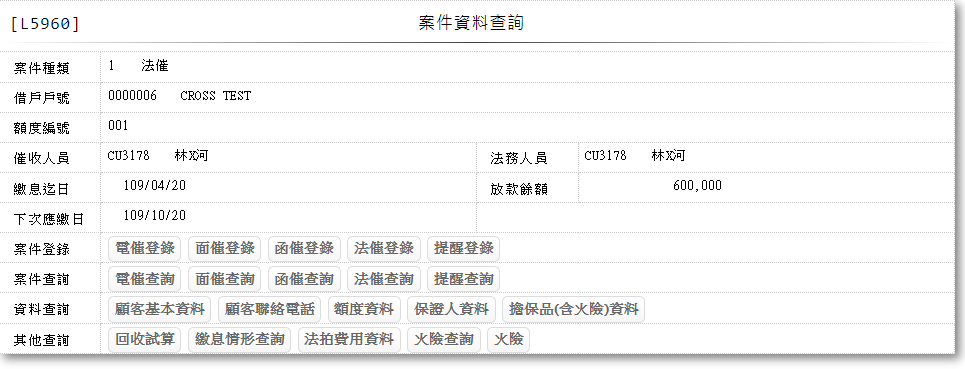 [L5960] 案件資料查詢
案件種類 1 法催
借戶戶號 0000006 CROSS TEST
額度編號 001
催收人員 CU3178 林X河 法務人員 CU3178 林X河
繳息迄日 109/04/20 放款餘額 600,000
下次應繳日 109/10/20
案件登錄 電催登錄 面催登錄 函催登錄 法催登錄 提醒登錄
案件查詢 電催查詢 面催查詢 函催查詢 法催查詢 提醒查詢
資料查詢 顧客基本資料 顧客聯絡電話 額度資料 保證人資料 擔保品(含火險)資料
其他查詢 回收試算 繳息情形查詢 法拍費用資料 火險查詢 火險